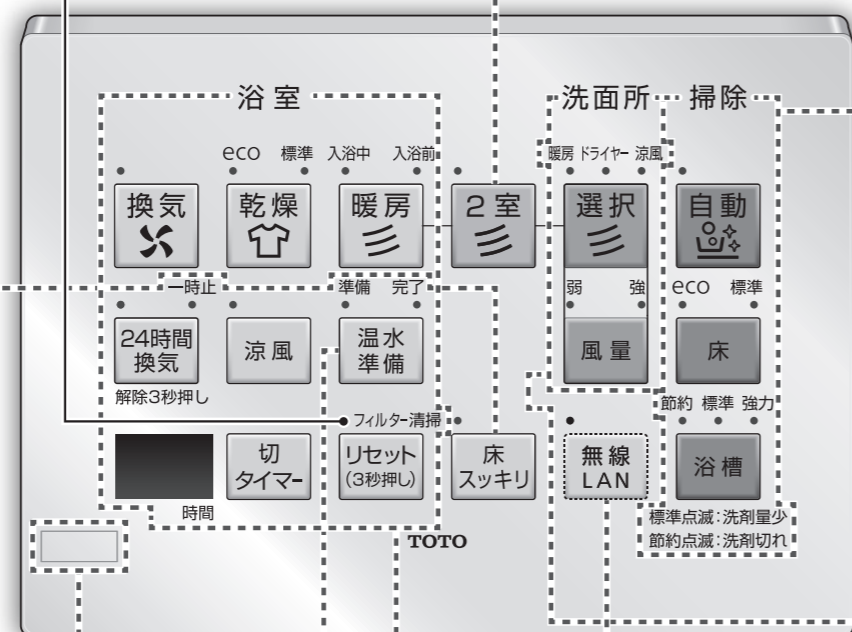 浴室 洗面所 掃除
eco 標準 入浴中 入浴前 暖房 ドライヤー 涼風
換気 乾燥 暖房 2室 選択 自動
一時止 準備 完了 弱 強 eco 標準
24時間
換気
涼風
温水
準備
風量
床
解除3秒押し
節約 標準 強力
フィルター清掃
切
タイマー
リセット
(3秒押し)
床
スッキリ
無線
LAN
浴槽
時間
標準点滅:洗剤量少
節約点滅:洗剤切れ
TOTO